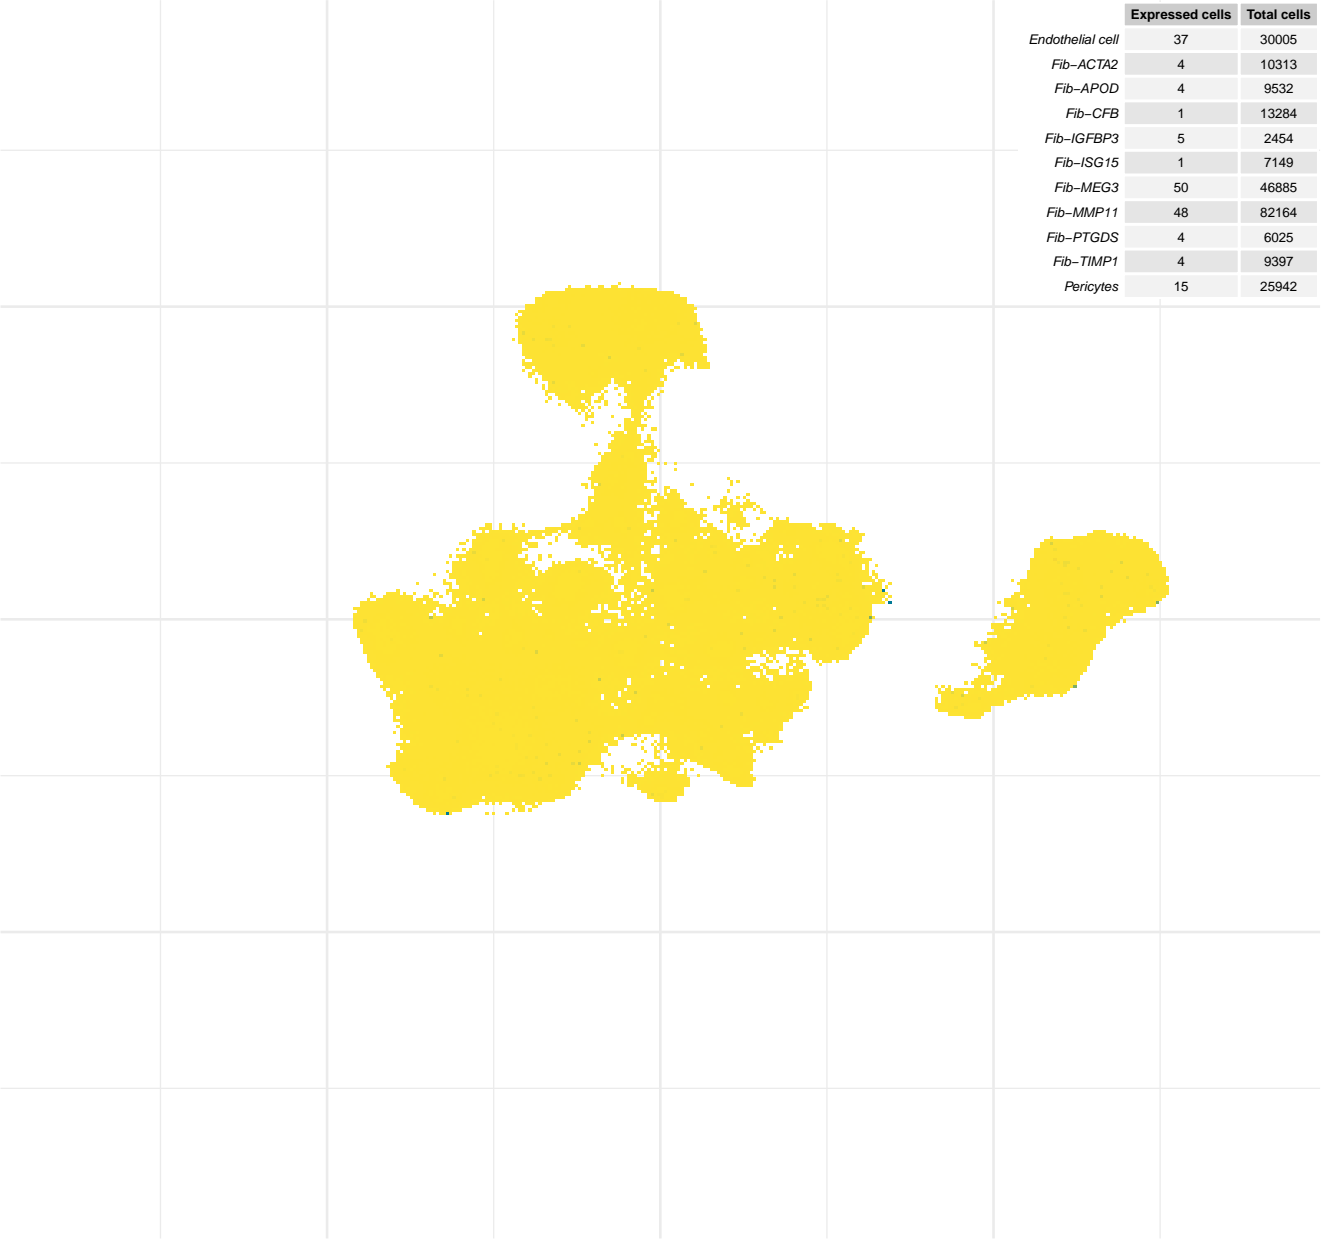 Expressed cells Total cells
Endothelial cell 37 30005
Fib−ACTA2 4 10313
Fib−APOD 4 9532
Fib−CFB 1 13284
Fib−IGFBP3 5 2454
Fib−ISG15 1 7149
Fib−MEG3 50 46885
Fib−MMP11 48 82164
Fib−PTGDS 4 6025
Fib−TIMP1 4 9397
Pericytes 15 25942